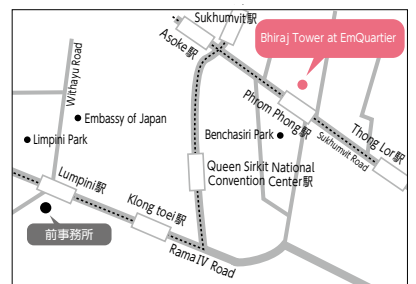 Sukhumvit駅
Asoke駅
Bhiraj Tower at EmQuartier
Withayu Road
Embassy of Japan
Limpini Park
Phrom Phong駅
Benchasiri Park
Sukhumvit Road
Thong Lor駅
Queen Sirkit National
Convention Center駅
Lumpini駅
Klong toei駅
前事務所
Rama IV Road